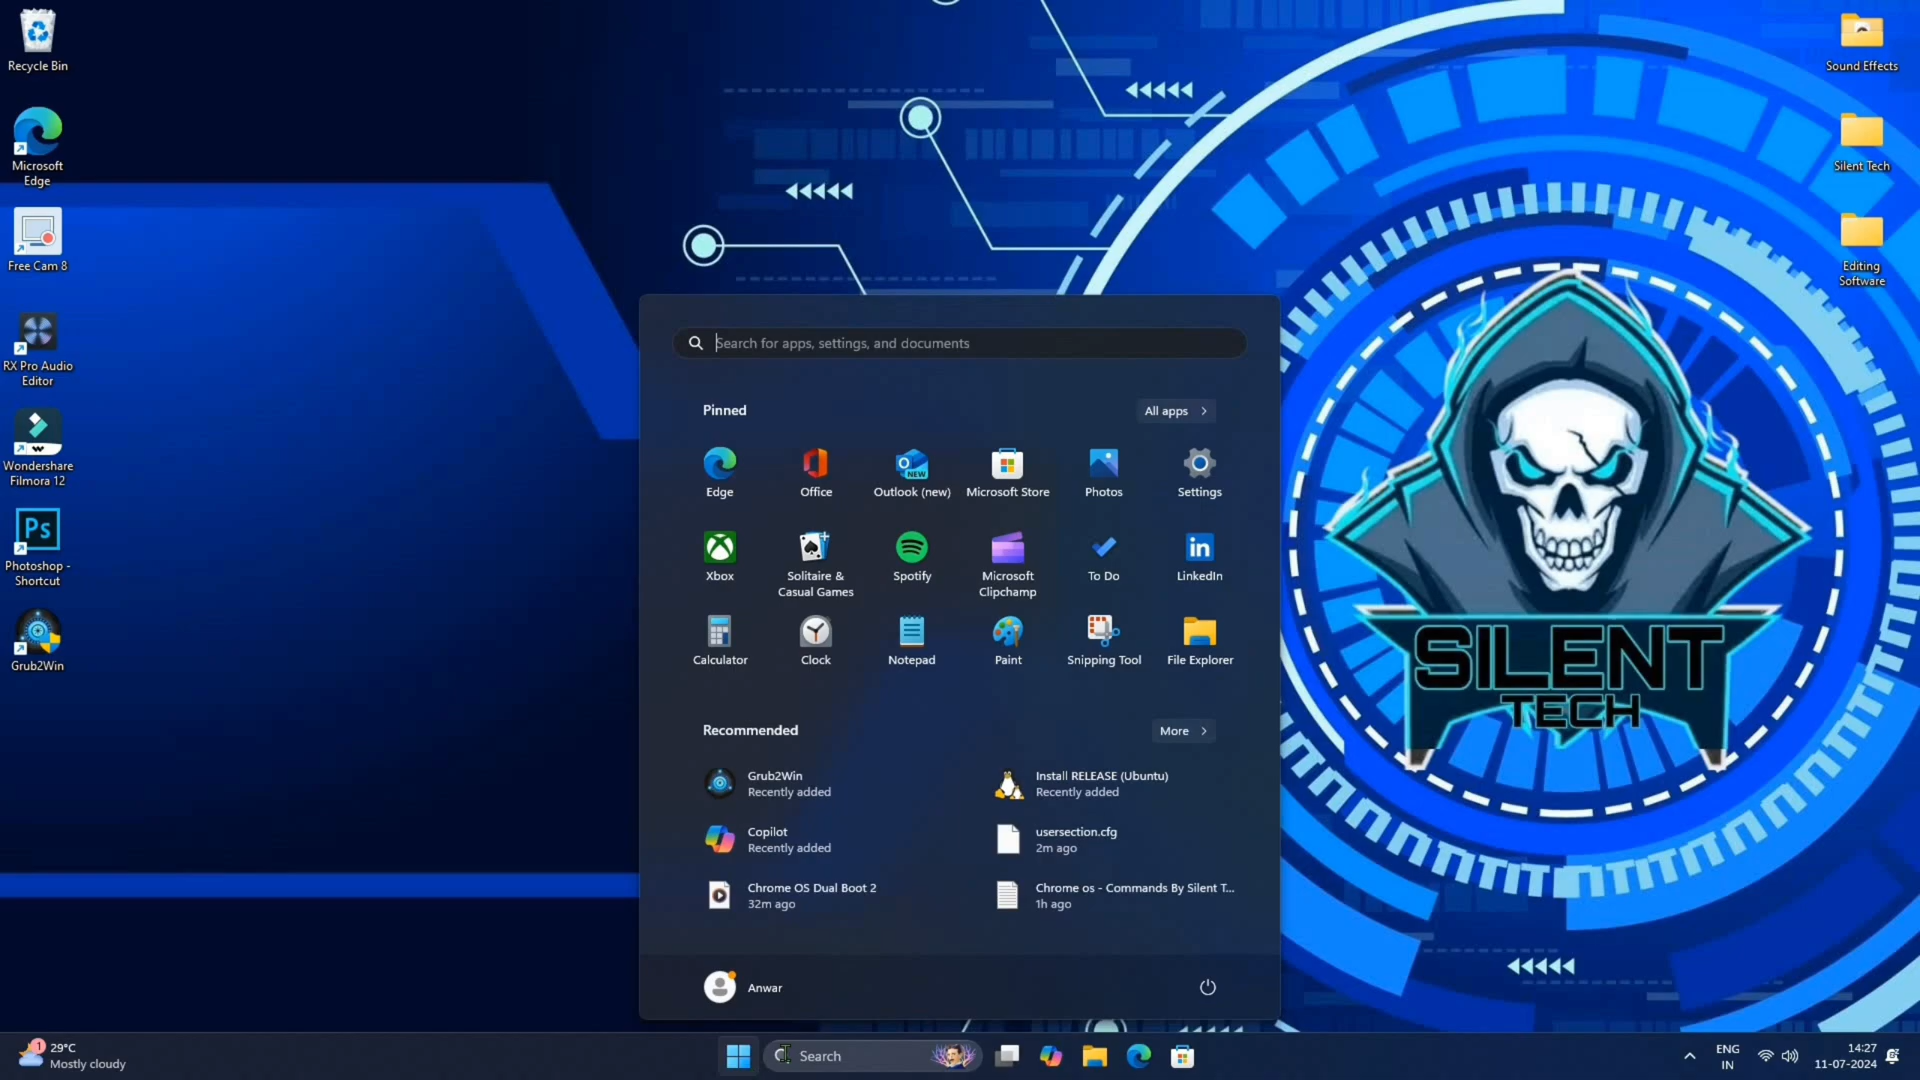 Recycle Bin
Microsoft
Edge
Free Cam 8
RX Pro Audio
Editor
Wondershare
Filmora 12
Ps
Photoshop -
Shortcut
Grub2Win
Sound Effects
Silent Tech
Editing
Software
SILENT
TECH
Search for apps, settings, and documents
Pinned
All apps
Edge
Office
Outlook (new)
Microsoft Store
Photos
Settings
Xbox
Solitaire &
Casual Games
Spotify
Microsoft
Clipchamp
To Do
LinkedIn
Calculator
Clock
Notepad
Paint
Snipping Tool
File Explorer
Recommended
More
Grub2Win
Recently added
Install RELEASE (Ubuntu)
Recently added
Copilot
Recently added
usersection.cfg
2m ago
Chrome OS Dual Boot 2
32m ago
Chrome os - Commands By Silent T...
1h ago
Anwar
1
29°C
Mostly cloudy
Search
ENG
IN
14:27
11-07-2024